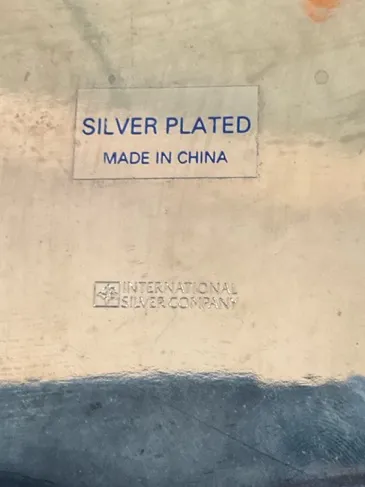 SILVER PLATED
MADE IN CHINA
INTERNATIONAL
SILVER COMPANY